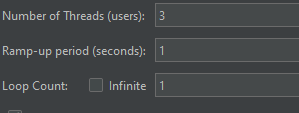 Number of Threads (users): 3
Ramp-up period (seconds): 1
Loop Count: Infinite 1